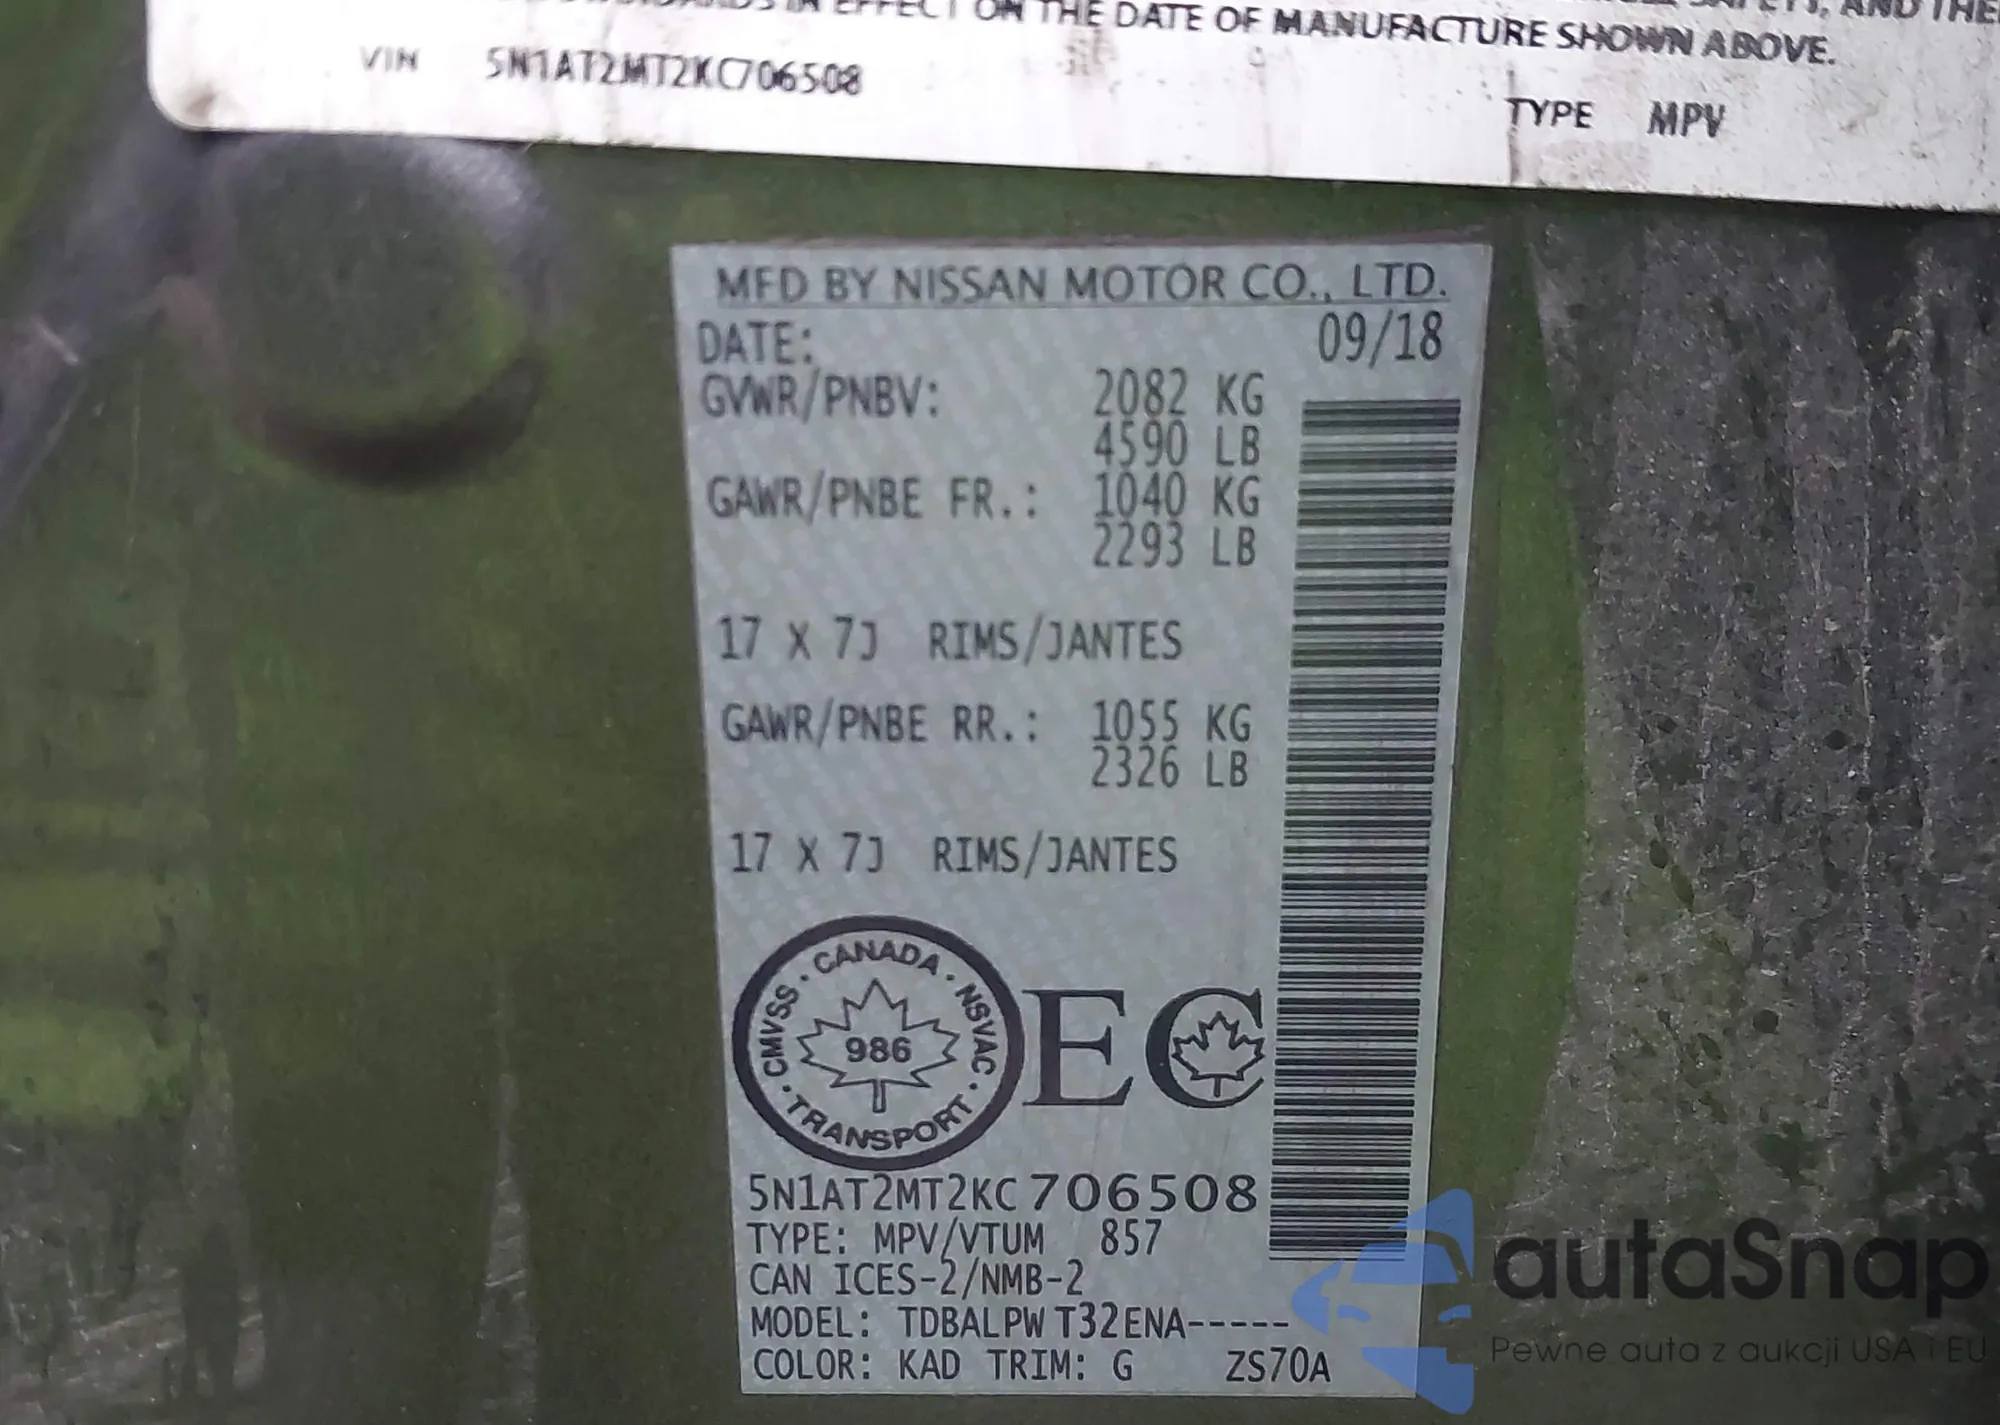 IN EFFECT ON THE DATE OF MANUFACTURE SHOWN ABOVE.
VIN 5N1AT2MT2KC706508
TYPE MPV
MFD BY NISSAN MOTOR CO., LTD.
DATE: 09/18
GVWR/PNBV: 2082 KG
4590 LB
GAWR/PNBE FR.: 1040 KG
2293 LB
17 X 7J RIMS/JANTES
GAWR/PNBE RR.: 1055 KG
2326 LB
17 X 7J RIMS/JANTES
CANADA · NSVAC · TRANSPORT · CMVSS ·
986
EC
5N1AT2MT2KC706508
TYPE: MPV/VTUM 857
CAN ICES-2/NMB-2
MODEL: TDBALPW T32ENA-----
COLOR: KAD TRIM: G ZS70A
autaSnap
Pewne auta z aukcji USA i EU